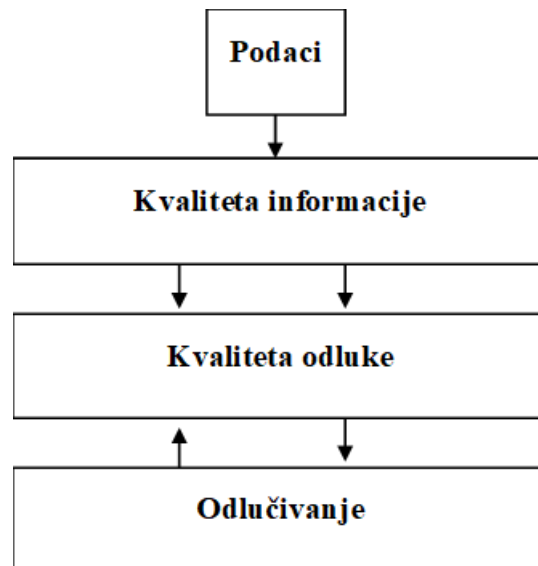 Podaci
Kvaliteta informacije
Kvaliteta odluke
Odlučivanje